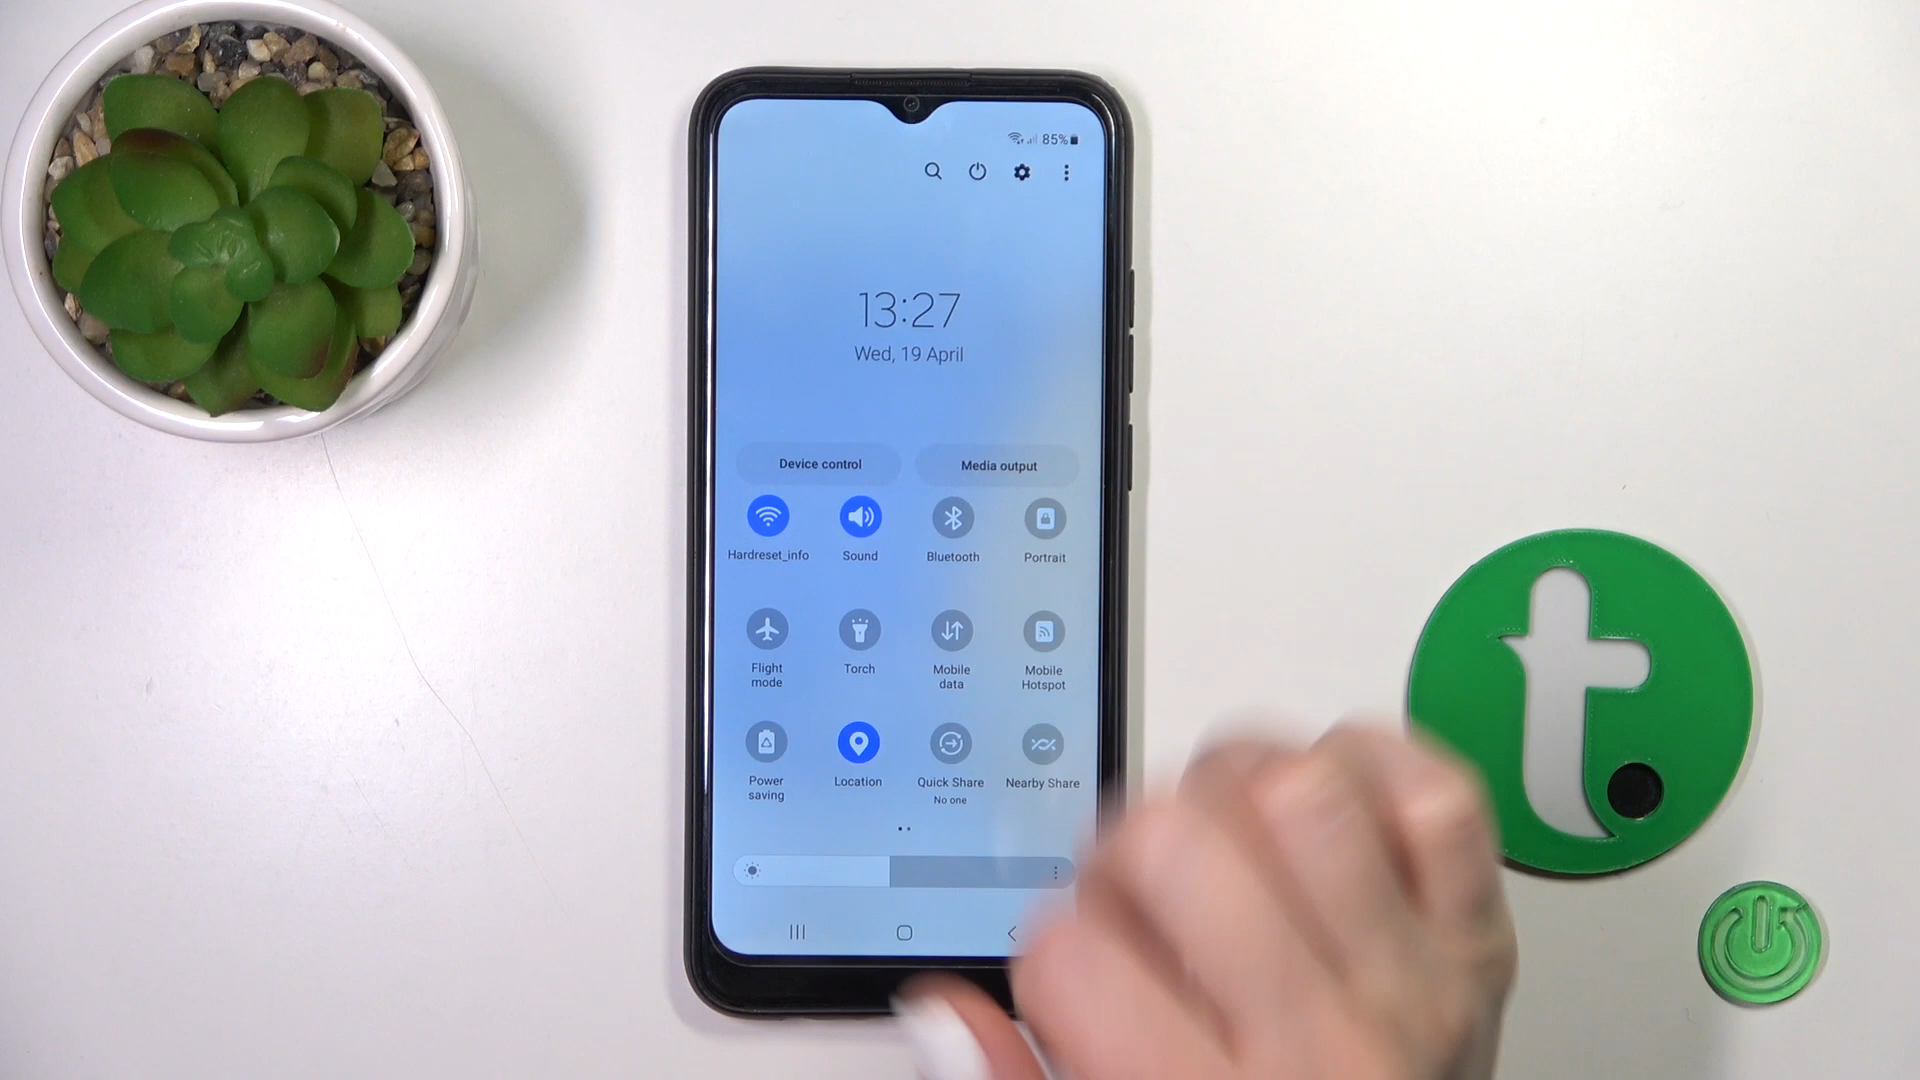 85%
13:27
Wed, 19 April
Device control
Media output
Hardreset_info
Sound
Bluetooth
Portrait
Flight
mode
Torch
Mobile
data
Mobile
Hotspot
Power
saving
Location
Quick Share
No one
Nearby Share
t.